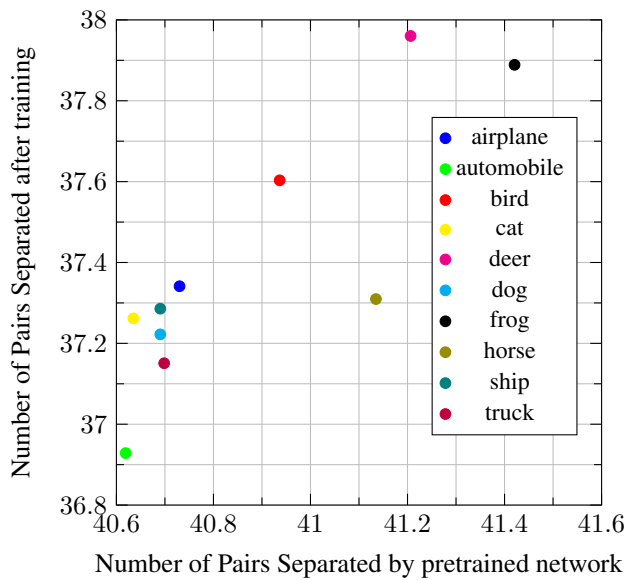 38
37.8
37.6
37.4
37.2
37
36.8
40.6
40.8
41
41.2
41.4
41.6
Number of Pairs Separated after training
Number of Pairs Separated by pretrained network
airplane
automobile
bird
cat
deer
dog
frog
horse
ship
truck